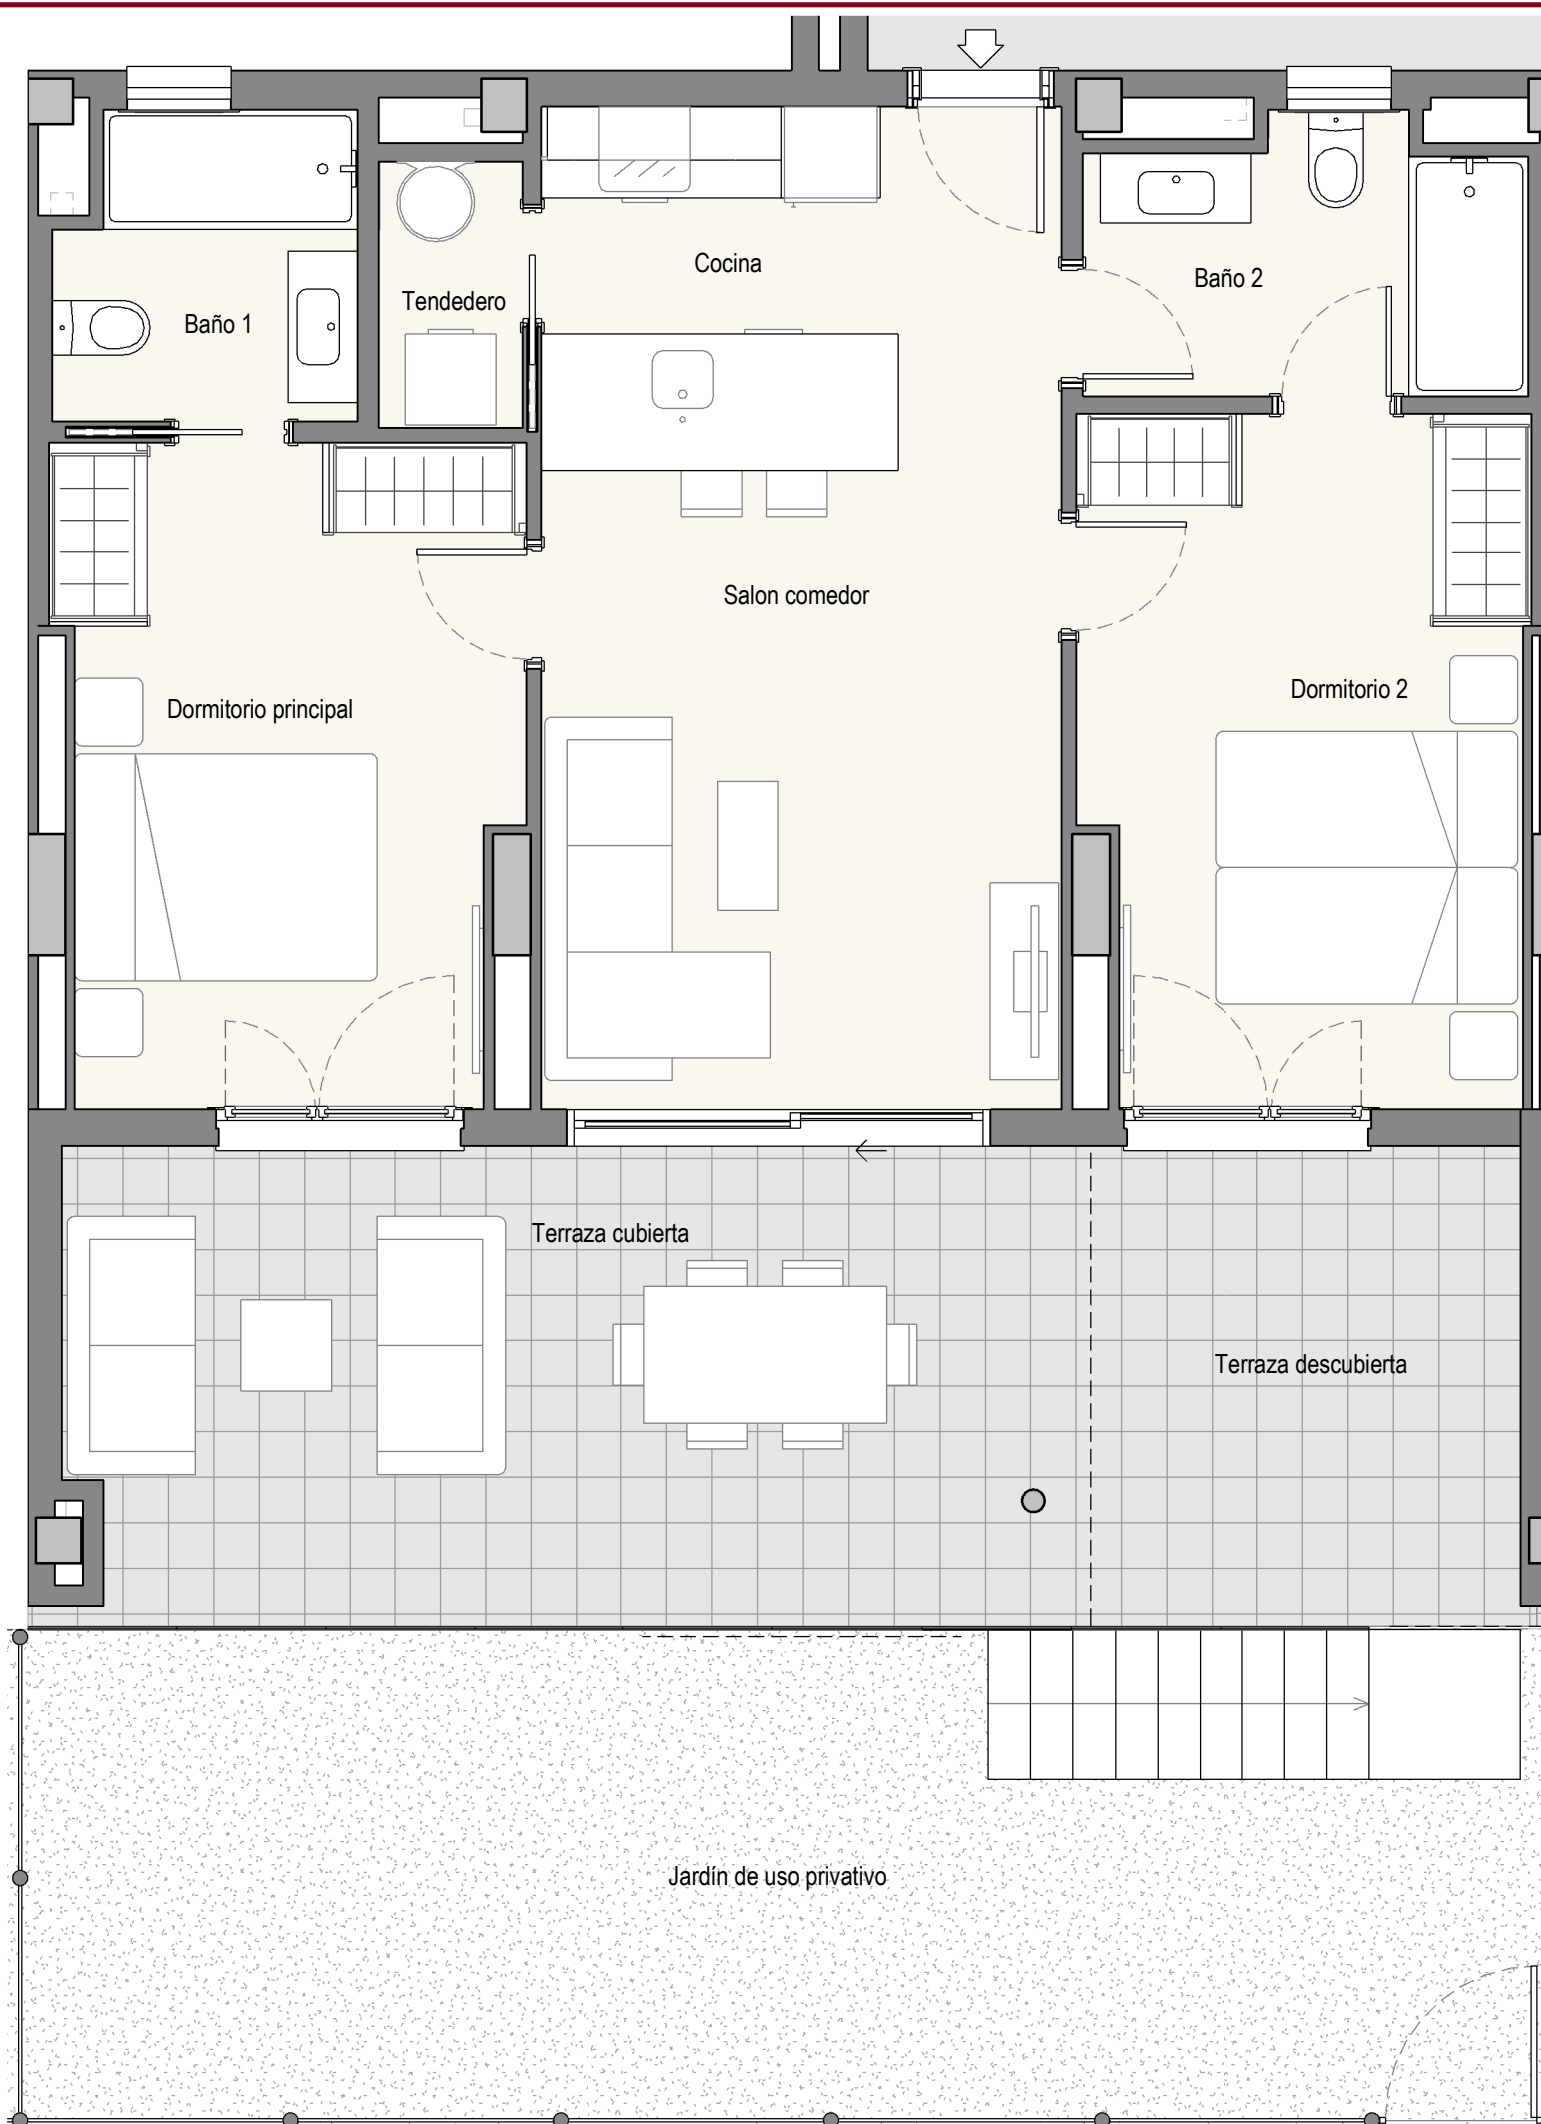 Cocina
Baño 2
Tendedero
Baño 1
Salon comedor
Dormitorio 2
Dormitorio principal
Terraza cubierta
Terraza descubierta
Jardín de uso privativo